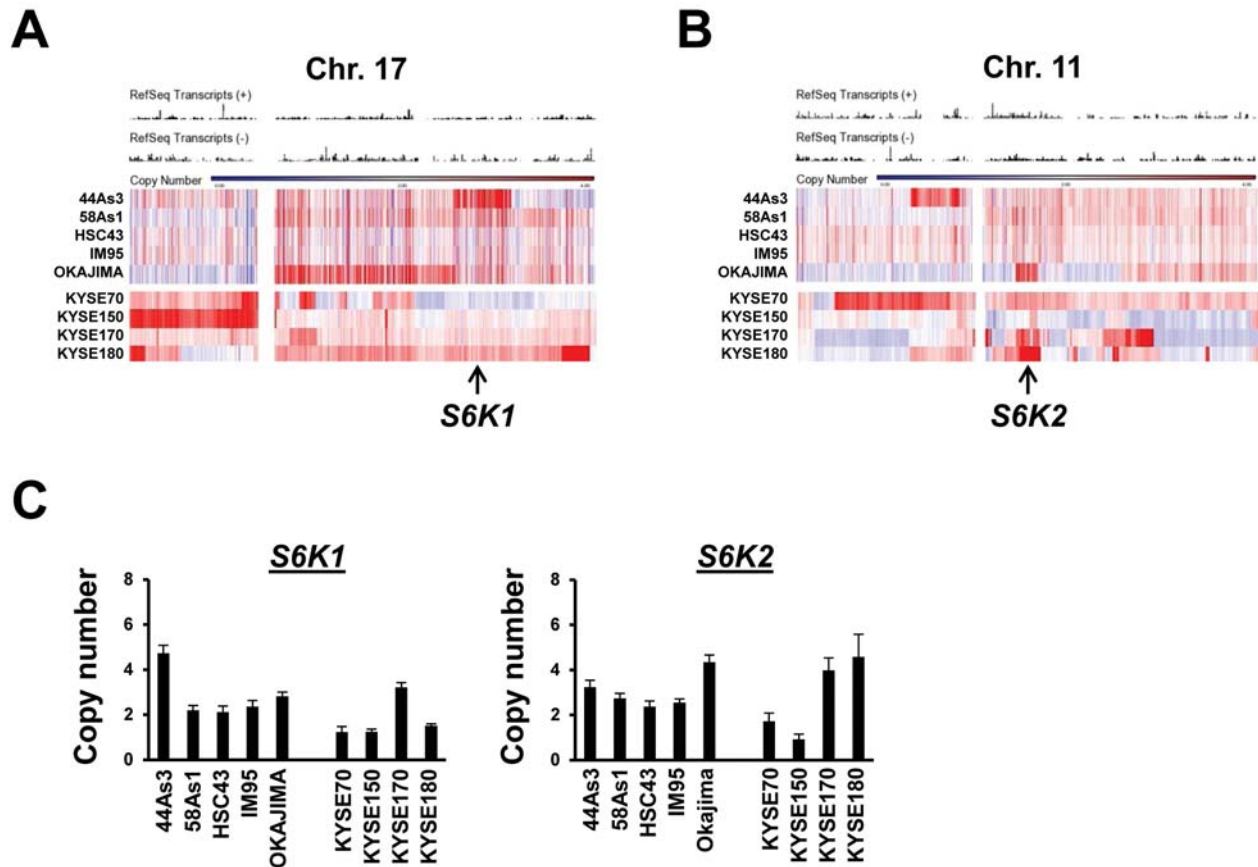 A
B
Chr. 17
Chr. 11
RefSeq Transcripts (+)
RefSeq Transcripts (-)
Copy Number
44As3
58As1
HSC43
IM95
OKAJIMA
KYSE70
KYSE150
KYSE170
KYSE180
S6K1
RefSeq Transcripts (+)
RefSeq Transcripts (-)
Copy Number
44As3
58As1
HSC43
IM95
OKAJIMA
KYSE70
KYSE150
KYSE170
KYSE180
S6K2
C
S6K1
Copy number
8
6
4
2
0
44As3
58As1
HSC43
IM95
OKAJIMA
KYSE70
KYSE150
KYSE170
KYSE180
S6K2
Copy number
8
6
4
2
0
44As3
58As1
HSC43
IM95
Okajima
KYSE70
KYSE150
KYSE170
KYSE180